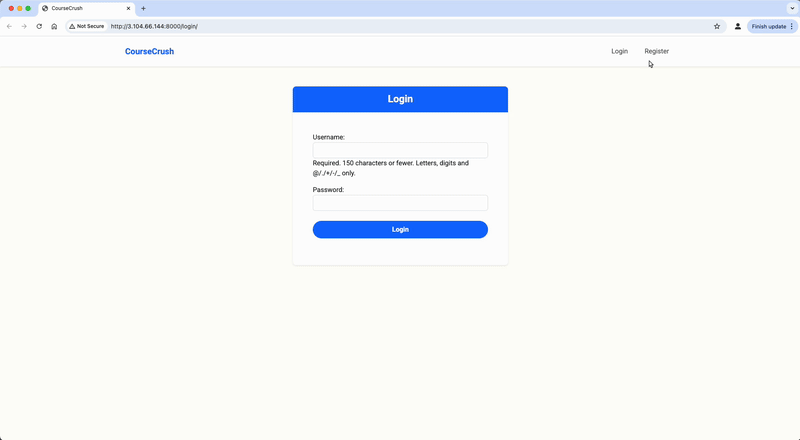 CourseCrush
Not Secure
http://3.104.66.144:8000/login/
Finish update
CourseCrush
Login
Register
Login
Username:
Required. 150 characters or fewer. Letters, digits and
@/./+/-/_ only.
Password:
Login